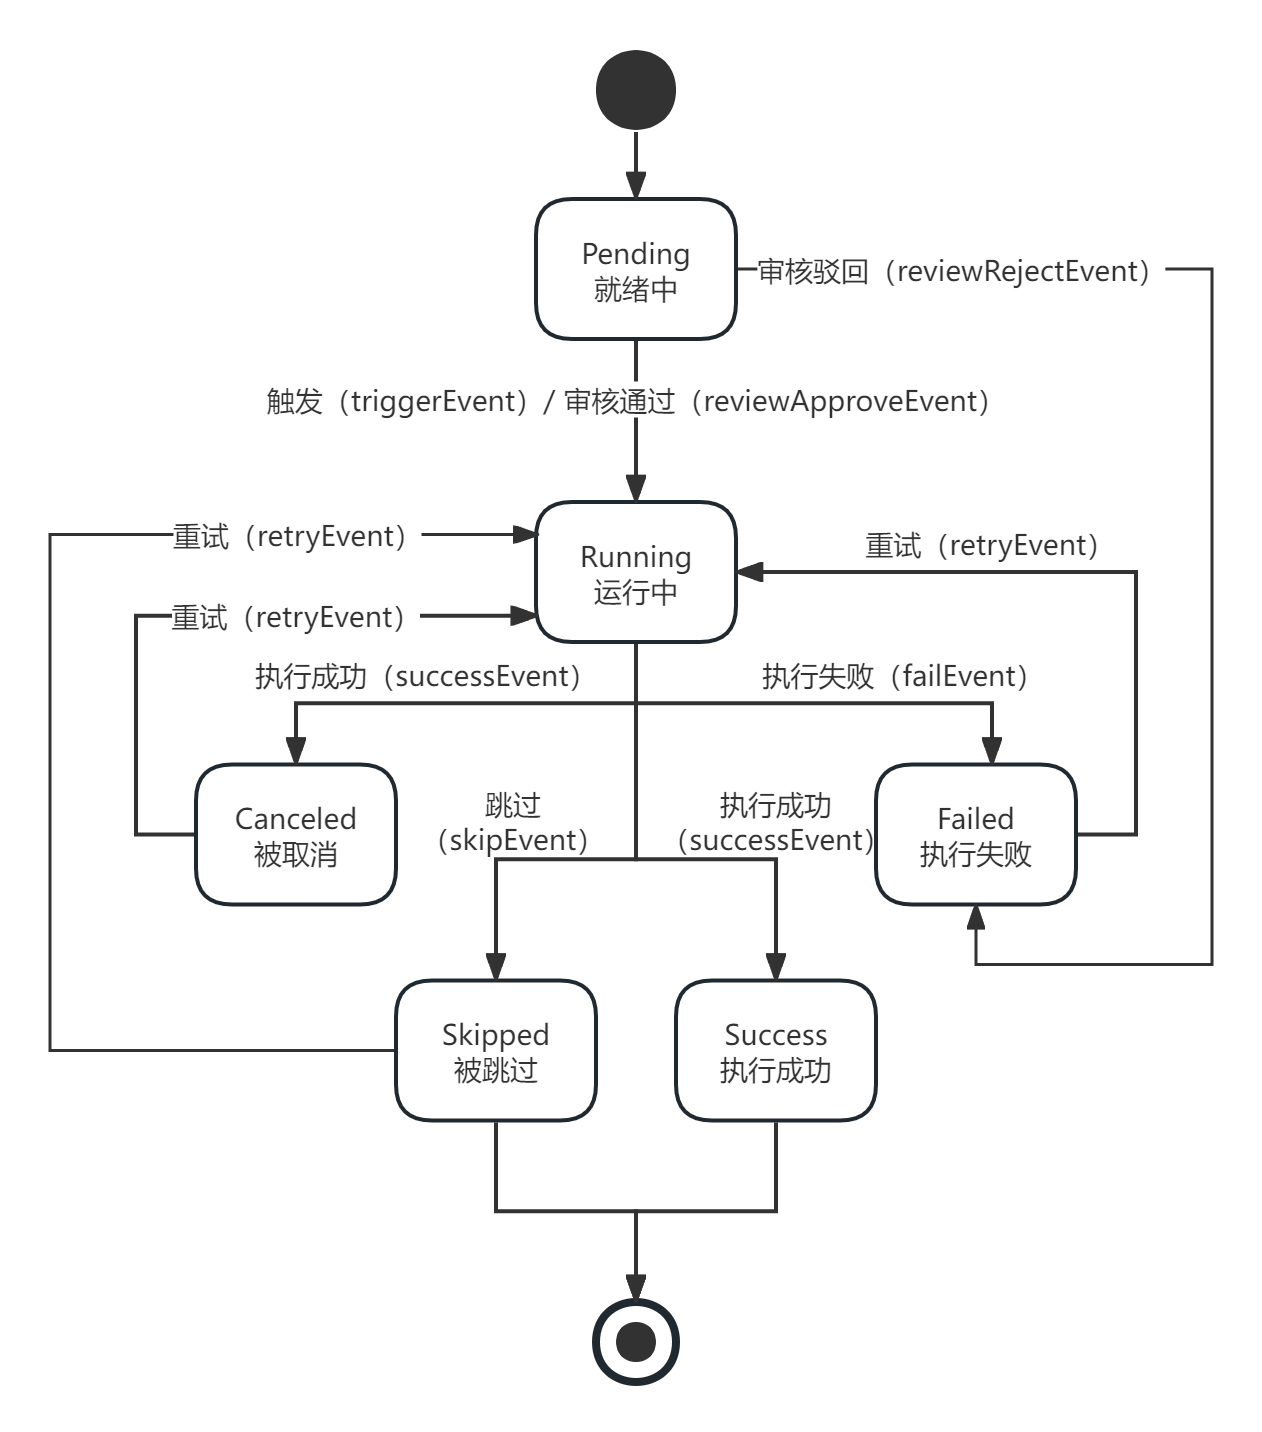 Pending
就绪中
审核驳回（reviewRejectEvent）
触发（triggerEvent）/ 审核通过（reviewApproveEvent）
重试（retryEvent）
重试（retryEvent）
Running
运行中
重试（retryEvent）
执行成功（successEvent）
执行失败（failEvent）
Canceled
被取消
跳过
（skipEvent）
执行成功
（successEvent）
Failed
执行失败
Skipped
被跳过
Success
执行成功